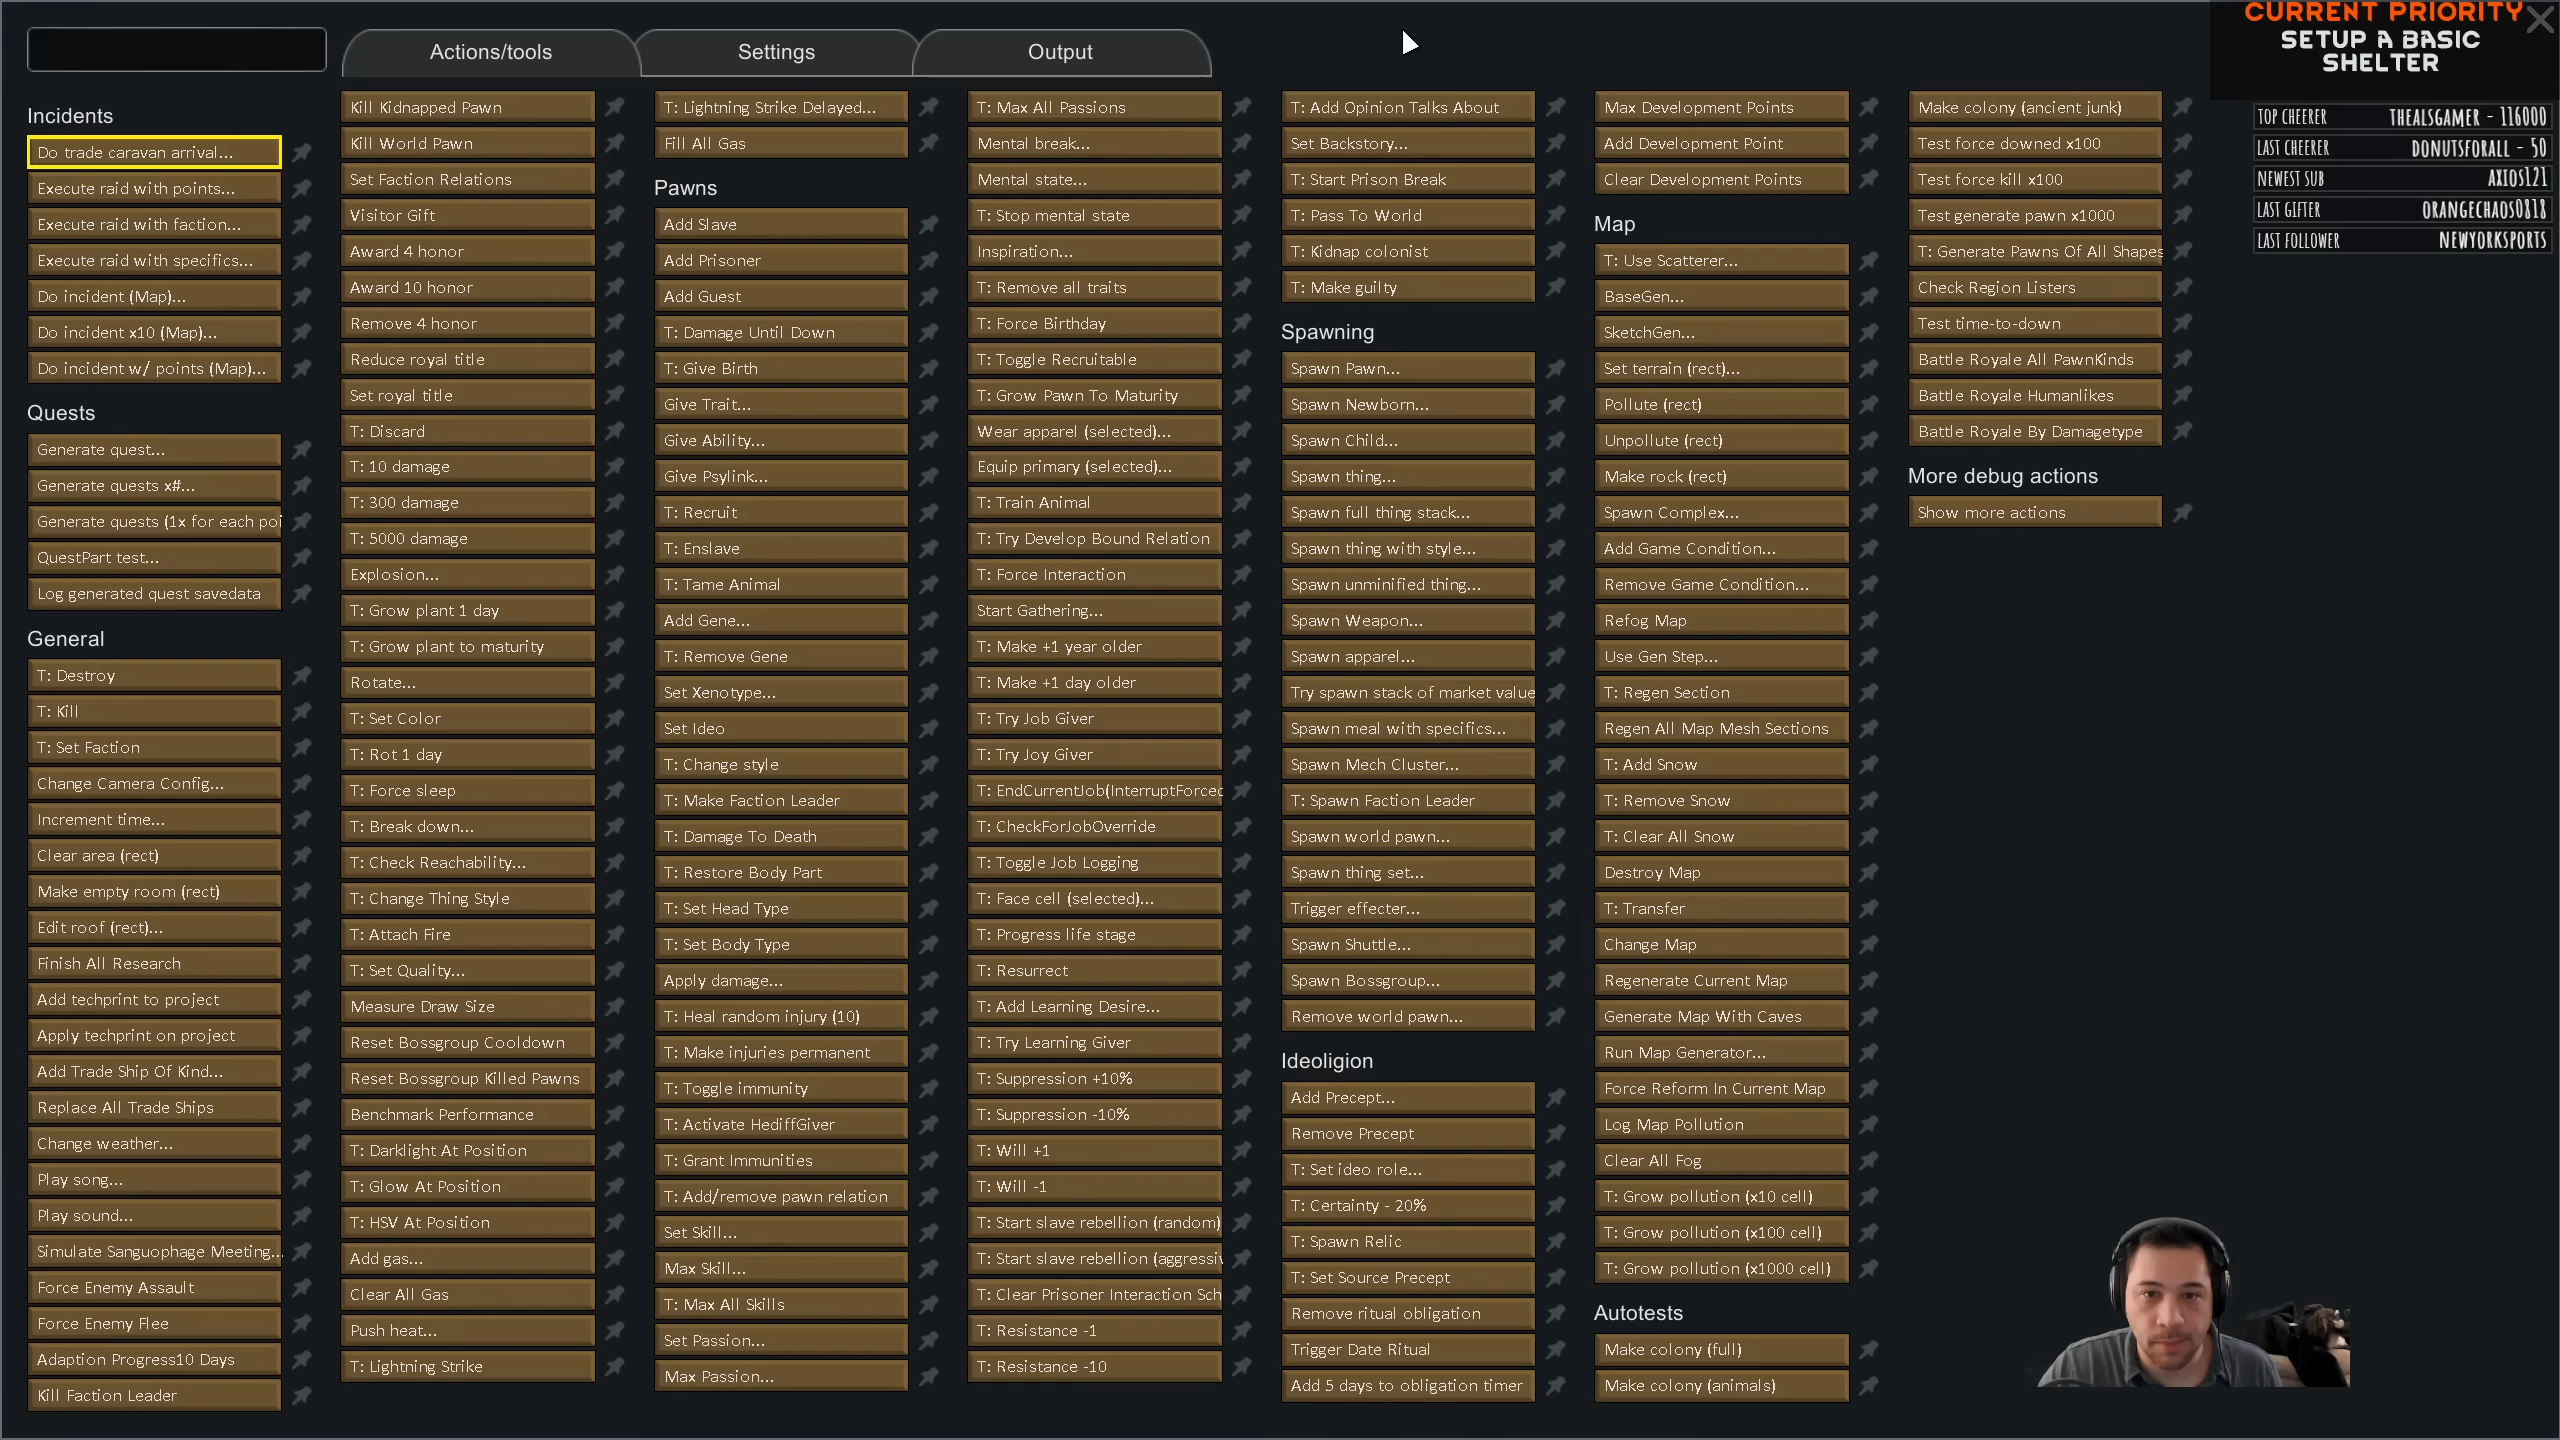 Actions/tools
Settings
Output
Incidents
Do trade caravan arrival...
Execute raid with points...
Execute raid with faction...
Execute raid with specifics...
Do incident (Map)...
Do incident x10 (Map)...
Do incident w/ points (Map)...
Quests
Generate quest...
Generate quests x#...
Generate quests (1x for each poi
QuestPart test...
Log generated quest savedata
General
T: Destroy
T: Kill
T: Set Faction
Change Camera Config...
Increment time...
Clear area (rect)
Make empty room (rect)
Edit roof (rect)...
Finish All Research
Add techprint to project
Apply techprint on project
Add Trade Ship Of Kind...
Replace All Trade Ships
Change weather...
Play song...
Play sound...
Simulate Sanguophage Meeting...
Force Enemy Assault
Force Enemy Flee
Adaption Progress10 Days
Kill Faction Leader
Kill Kidnapped Pawn
Kill World Pawn
Set Faction Relations
Visitor Gift
Award 4 honor
Award 10 honor
Remove 4 honor
Reduce royal title
Set royal title
T: Discard
T: 10 damage
T: 300 damage
T: 5000 damage
Explosion...
T: Grow plant 1 day
T: Grow plant to maturity
Rotate...
T: Set Color
T: Rot 1 day
T: Force sleep
T: Break down...
T: Check Reachability...
T: Change Thing Style
T: Attach Fire
T: Set Quality...
Measure Draw Size
Reset Bossgroup Cooldown
Reset Bossgroup Killed Pawns
Benchmark Performance
T: Darklight At Position
T: Glow At Position
T: HSV At Position
Add gas...
Clear All Gas
Push heat...
T: Lightning Strike
T: Lightning Strike Delayed...
Fill All Gas
Pawns
Add Slave
Add Prisoner
Add Guest
T: Damage Until Down
T: Give Birth
Give Trait...
Give Ability...
Give Psylink...
T: Recruit
T: Enslave
T: Tame Animal
Add Gene...
T: Remove Gene
Set Xenotype...
Set Ideo
T: Change style
T: Make Faction Leader
T: Damage To Death
T: Restore Body Part
T: Set Head Type
T: Set Body Type
Apply damage...
T: Heal random injury (10)
T: Make injuries permanent
T: Toggle immunity
T: Activate HediffGiver
T: Grant Immunities
T: Add/remove pawn relation
Set Skill...
Max Skill...
T: Max All Skills
Set Passion...
Max Passion...
T: Max All Passions
Mental break...
Mental state...
T: Stop mental state
Inspiration...
T: Remove all traits
T: Force Birthday
T: Toggle Recruitable
T: Grow Pawn To Maturity
Wear apparel (selected)...
Equip primary (selected)...
T: Train Animal
T: Try Develop Bound Relation
T: Force Interaction
Start Gathering...
T: Make +1 year older
T: Make +1 day older
T: Try Job Giver
T: Try Joy Giver
T: EndCurrentJob(InterruptForced
T: CheckForJobOverride
T: Toggle Job Logging
T: Face cell (selected)...
T: Progress life stage
T: Resurrect
T: Add Learning Desire...
T: Try Learning Giver
T: Suppression +10%
T: Suppression -10%
T: Will +1
T: Will -1
T: Start slave rebellion (random)
T: Start slave rebellion (aggressiv
T: Clear Prisoner Interaction Sch
T: Resistance -1
T: Resistance -10
T: Add Opinion Talks About
Set Backstory...
T: Start Prison Break
T: Pass To World
T: Kidnap colonist
T: Make guilty
Spawning
Spawn Pawn...
Spawn Newborn...
Spawn Child...
Spawn thing...
Spawn full thing stack...
Spawn thing with style...
Spawn unminified thing...
Spawn Weapon...
Spawn apparel...
Try spawn stack of market value
Spawn meal with specifics...
Spawn Mech Cluster...
T: Spawn Faction Leader
Spawn world pawn...
Spawn thing set...
Trigger effecter...
Spawn Shuttle...
Spawn Bossgroup...
Remove world pawn...
Ideoligion
Add Precept...
Remove Precept
T: Set ideo role...
T: Certainty - 20%
T: Spawn Relic
T: Set Source Precept
Remove ritual obligation
Trigger Date Ritual
Add 5 days to obligation timer
Max Development Points
Add Development Point
Clear Development Points
Map
T: Use Scatterer...
BaseGen...
SketchGen...
Set terrain (rect)...
Pollute (rect)
Unpollute (rect)
Make rock (rect)
Spawn Complex...
Add Game Condition...
Remove Game Condition...
Refog Map
Use Gen Step...
T: Regen Section
Regen All Map Mesh Sections
T: Add Snow
T: Remove Snow
T: Clear All Snow
Destroy Map
T: Transfer
Change Map
Regenerate Current Map
Generate Map With Caves
Run Map Generator...
Force Reform In Current Map
Log Map Pollution
Clear All Fog
T: Grow pollution (x10 cell)
T: Grow pollution (x100 cell)
T: Grow pollution (x1000 cell)
Autotests
Make colony (full)
Make colony (animals)
Make colony (ancient junk)
Test force downed x100
Test force kill x100
Test generate pawn x1000
T: Generate Pawns Of All Shapes
Check Region Listers
Test time-to-down
Battle Royale All PawnKinds
Battle Royale Humanlikes
Battle Royale By Damagetype
More debug actions
Show more actions
CURRENT PRIORITY
SETUP A BASIC
SHELTER
TOP CHEERER THEALSGAMER - 116000
LAST CHEERER DONUTSFORALL - 50
NEWEST SUB AXIOS121
LAST GIFTER ORANGECHAOS0818
LAST FOLLOWER NEWYORKSPORTS